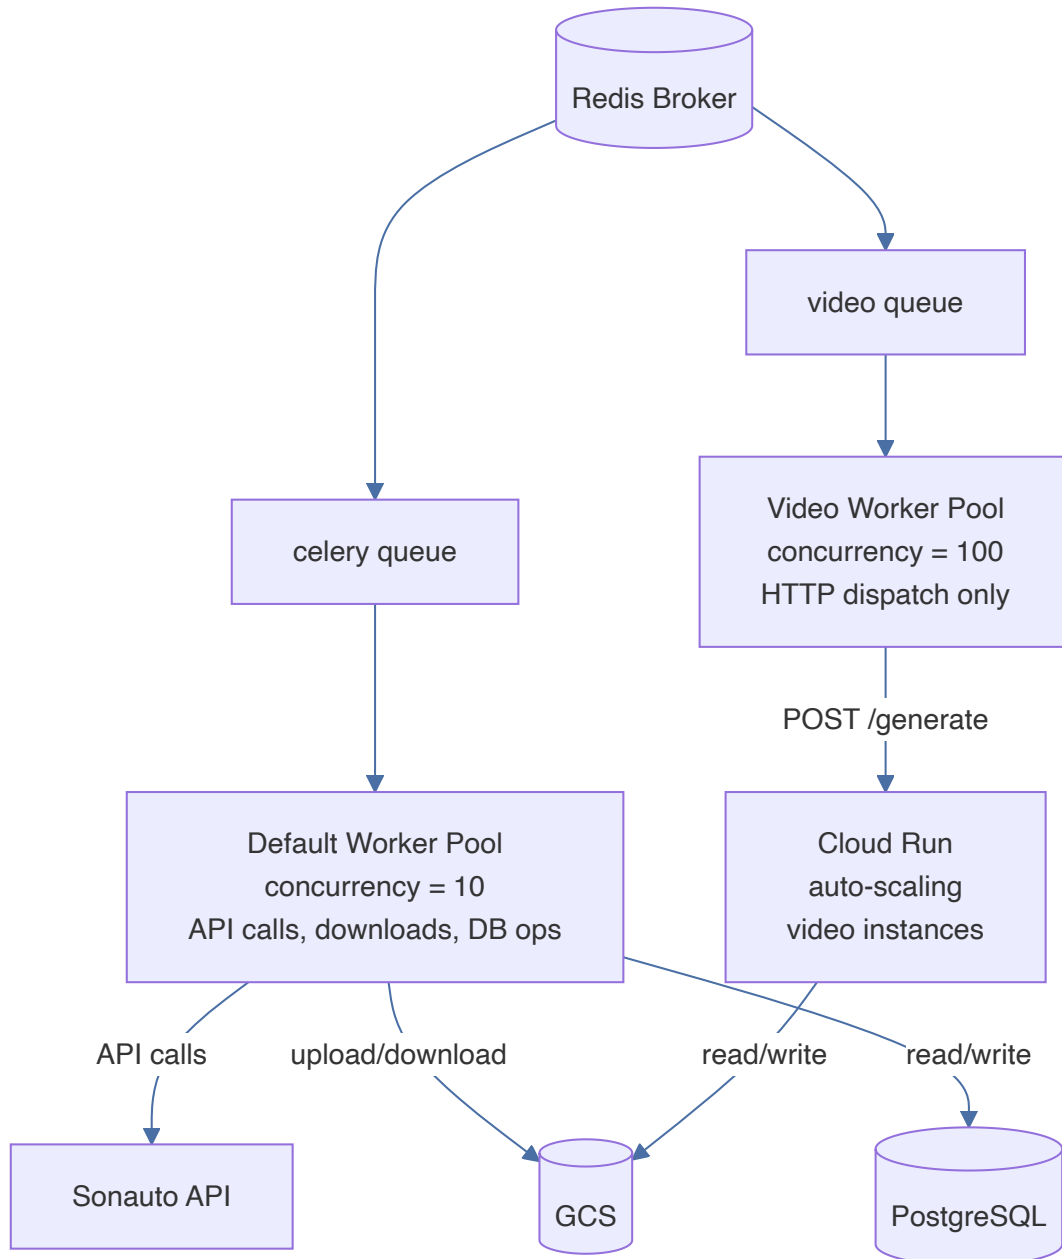 Redis Broker
video queue
celery queue
Video Worker Pool
concurrency = 100
HTTP dispatch only
POST /generate
Default Worker Pool
concurrency = 10
API calls, downloads, DB ops
Cloud Run
auto-scaling
video instances
API calls
upload/download
read/write
read/write
Sonauto API
GCS
PostgreSQL